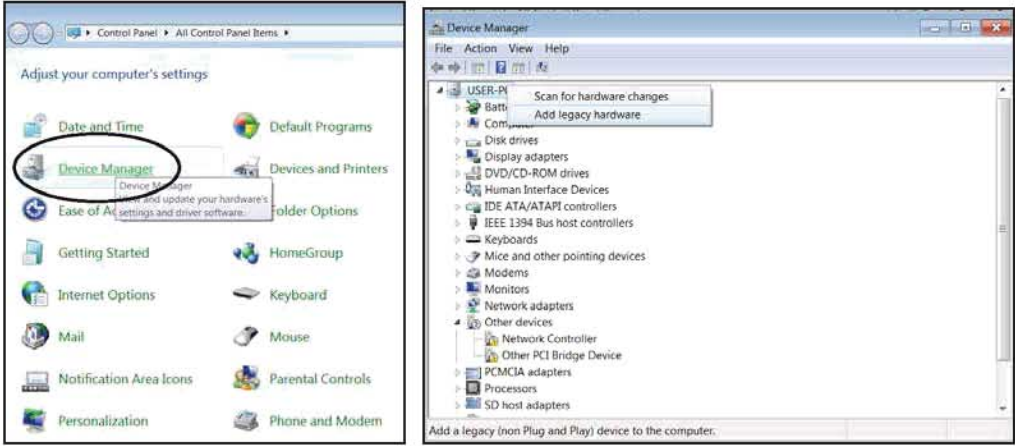 Control Panel ▸ All Control Panel Items ▸
Adjust your computer's settings
Date and Time
Default Programs
Device Manager
Devices and Printers
Device Manager
View and update your hardware's
settings and driver software.
Ease of
Folder Options
Getting Started
HomeGroup
Internet Options
Keyboard
Mail
Mouse
Notification Area Icons
Parental Controls
Personalization
Phone and Modem
Device Manager
File Action View Help
USER-P
Scan for hardware changes
Add legacy hardware
Batt
Com
Disk drives
Display adapters
DVD/CD-ROM drives
Human Interface Devices
IDE ATA/ATAPI controllers
IEEE 1394 Bus host controllers
Keyboards
Mice and other pointing devices
Modems
Monitors
Network adapters
Other devices
Network Controller
Other PCI Bridge Device
PCMCIA adapters
Processors
SD host adapters
Add a legacy (non Plug and Play) device to the computer.